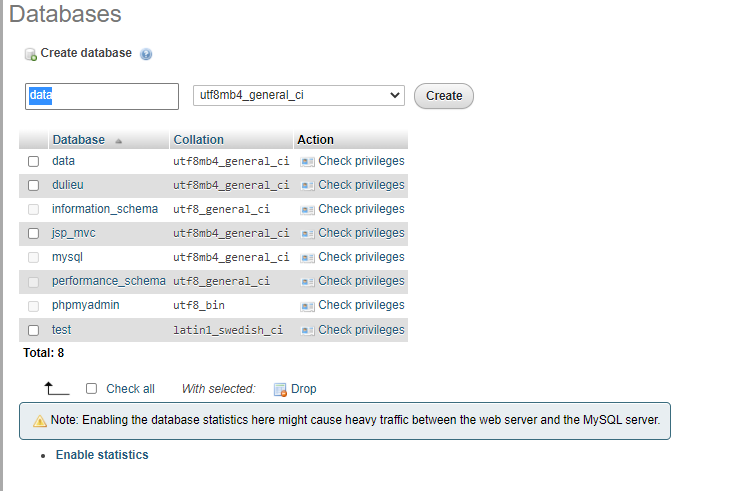 Databases
Create database
data utf8mb4_general_ci Create
Database Collation Action
data utf8mb4_general_ci Check privileges
dulieu utf8mb4_general_ci Check privileges
information_schema utf8_general_ci Check privileges
jsp_mvc utf8mb4_general_ci Check privileges
mysql utf8mb4_general_ci Check privileges
performance_schema utf8_general_ci Check privileges
phpmyadmin utf8_bin Check privileges
test latin1_swedish_ci Check privileges
Total: 8
Check all With selected: Drop
Note: Enabling the database statistics here might cause heavy traffic between the web server and the MySQL server.
Enable statistics